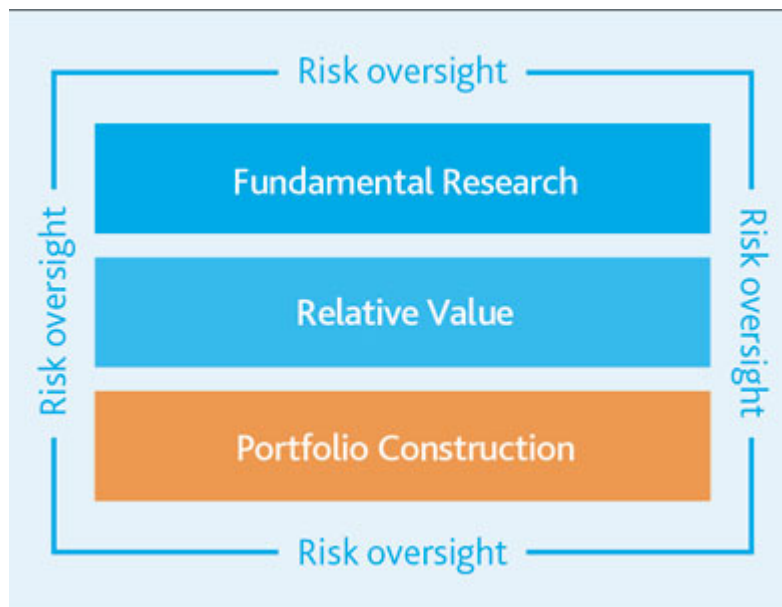 Risk oversight
Fundamental Research
Risk oversight
Relative Value
Risk oversight
Portfolio Construction
Risk oversight